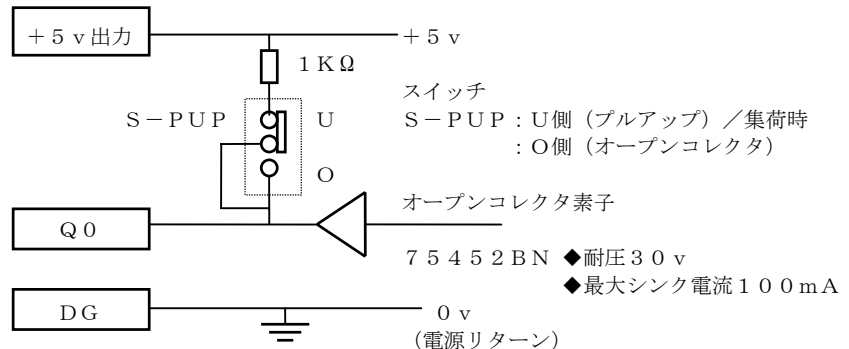 ＋５ｖ出力
＋５ｖ
１ＫΩ
スイッチ
Ｓ－ＰＵＰ
Ｕ
Ｓ－ＰＵＰ：Ｕ側（プルアップ）／集荷時
：Ｏ側（オープンコレクタ）
Ｏ
オープンコレクタ素子
Ｑ０
７５４５２ＢＮ ◆耐圧３０ｖ
◆最大シンク電流１００ｍＡ
ＤＧ
０ｖ
（電源リターン）